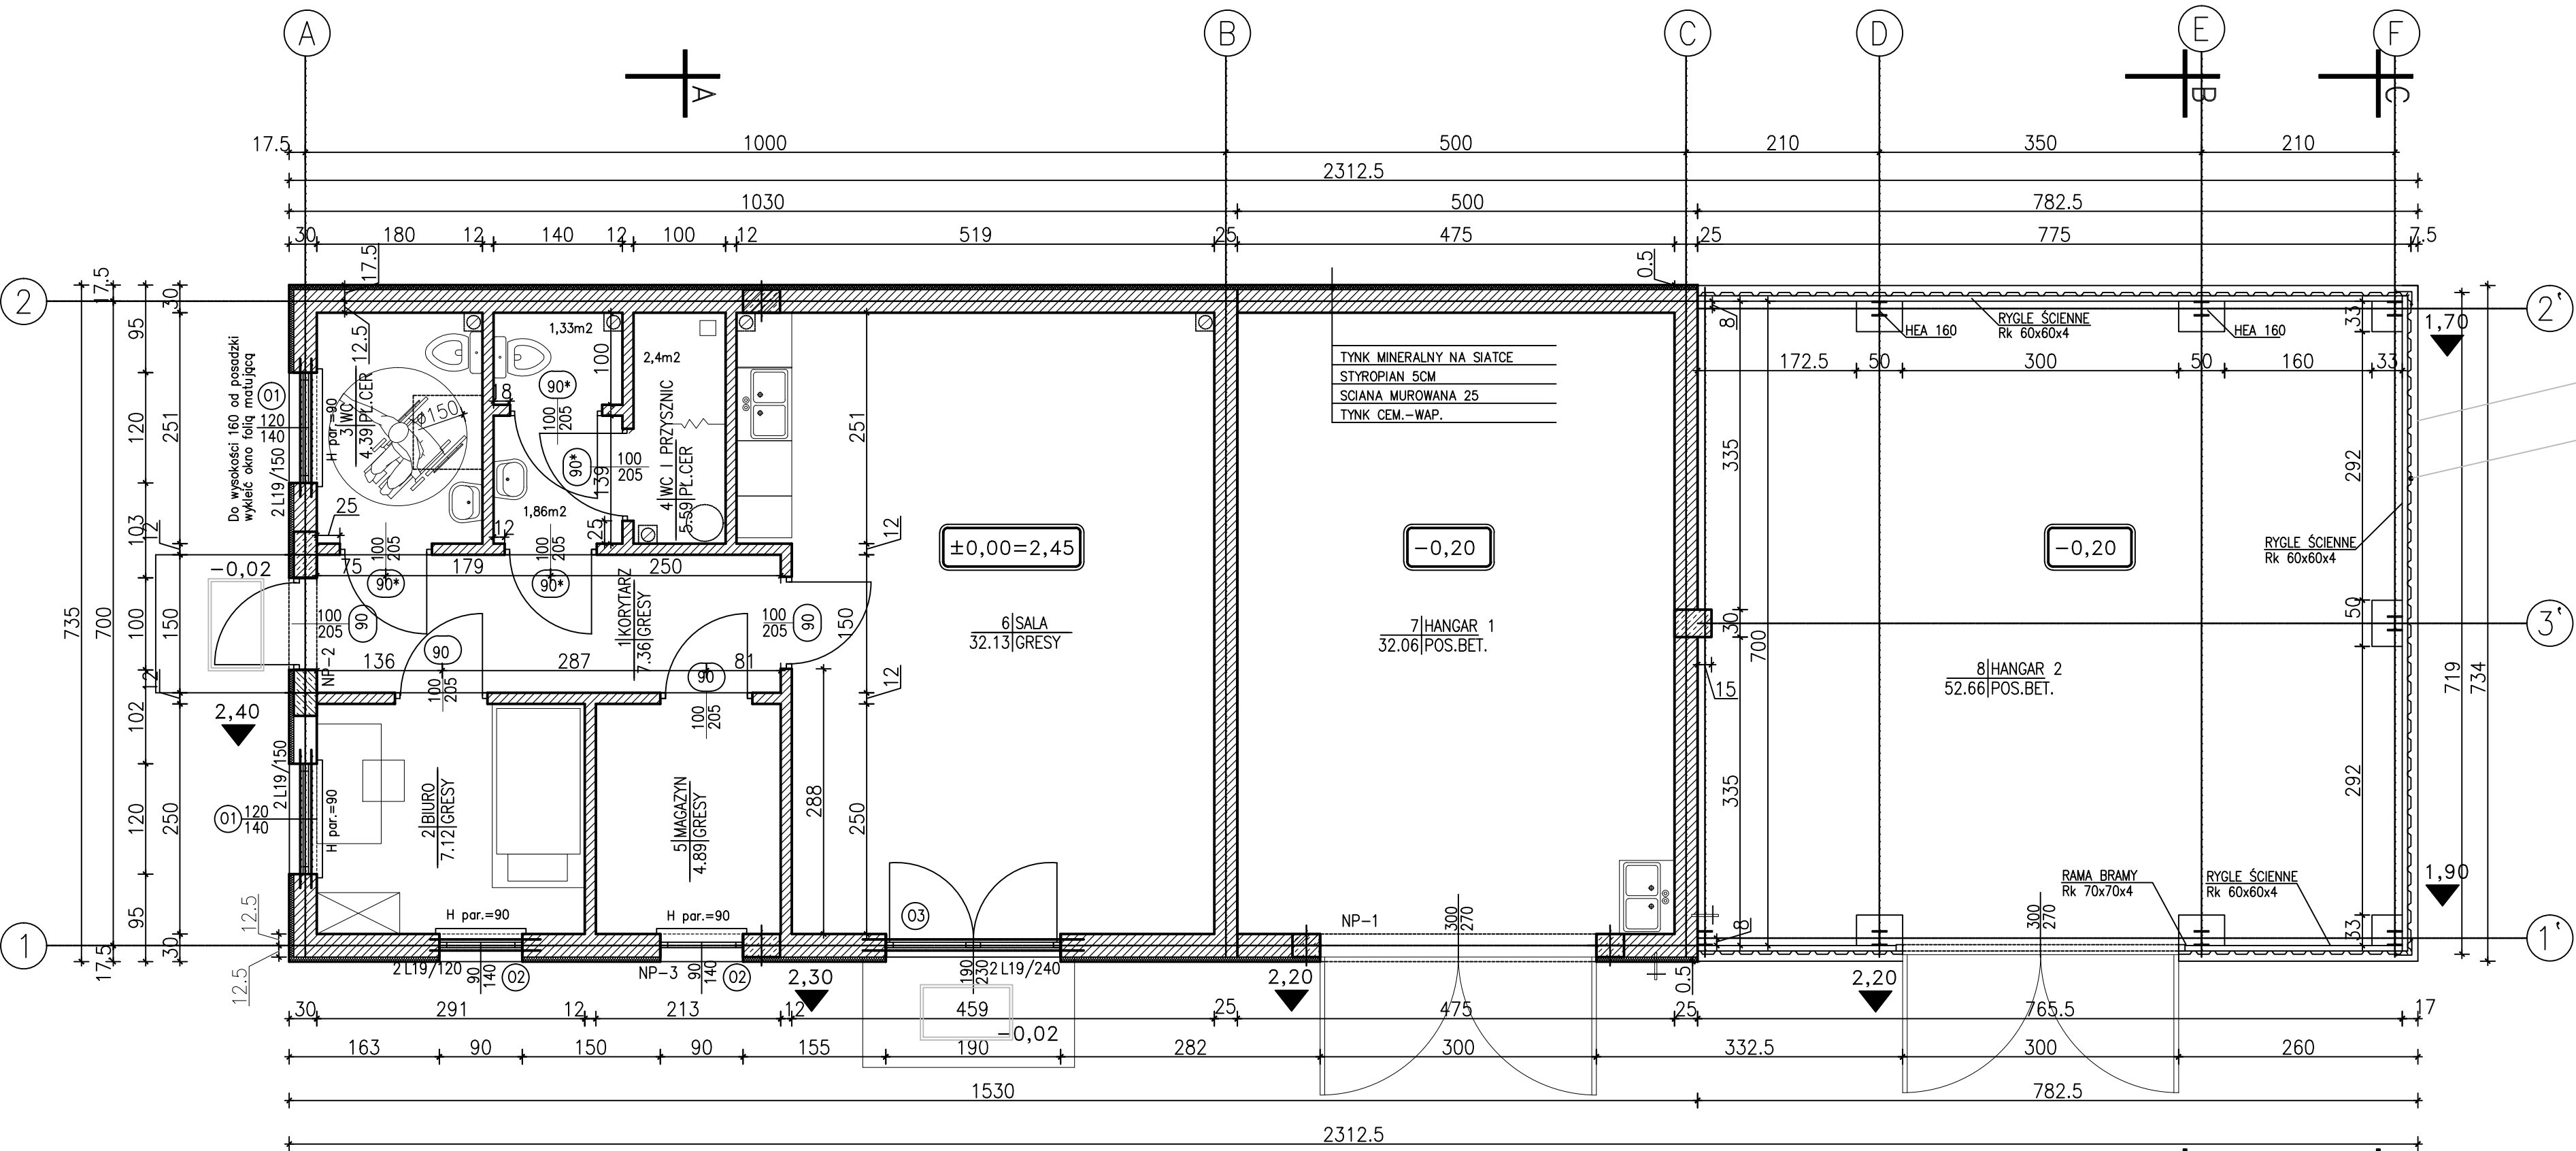 A B C D E F
A B C
17.5 1000 500 210 350 210
2312.5
1030 500 782.5
30 180 12 140 12 100 12 519 25 475 25 775 7.5
17.5 0.5
2 2'
17.5 30 12.5 8 33
1,33m2
2,4m2
100
18
90*
100
205
90*
100
205
139
1,86m2
12 25
3 WC
4.39 PŁ.CER
Ø150
H par.=90
Do wysokości 160 od posadzki
wykleić okno folią matującą
01 120
140
2 L19/150
25
4 WC I PRZYSZNIC
5.59 PŁ.CER
TYNK MINERALNY NA SIATCE
STYROPIAN 5CM
SCIANA MUROWANA 25
TYNK CEM.-WAP.
HEA 160
RYGLE ŚCIENNE
Rk 60x60x4
HEA 160
1,70
172.5 50 300 50 160 33
95 120 103 100 102 120 95
251 12 150 12 250 30
735 700
17.5
251 12 150 12 250
288
335 30 335 700
292 50 292 33
719 734
±0,00=2,45
-0,20
-0,20
RYGLE ŚCIENNE
Rk 60x60x4
-0,02
75 179 250
100
205
90*
100
205
90*
100
205
90
100
205
90
1 KORYTARZ
7.36 GRESY
136 287 81
90
100
205
90
100
205
NP-2
6 SALA
32.13 GRESY
7 HANGAR 1
32.06 POS.BET.
8 HANGAR 2
52.66 POS.BET.
15
3'
2,40
2 L19/150
01 120
140
H par.=90
2 BIURO
7.12 GRESY
5 MAGAZYN
4.89 GRESY
H par.=90
H par.=90
03
NP-1
300
270
RAMA BRAMY
Rk 70x70x4
RYGLE ŚCIENNE
Rk 60x60x4
300
270
1,90
1 1'
12.5
12.5
8
0.5
2 L19/120
90
140
02
NP-3
90
140
02
2,30
190
230
2 L19/240
2,20
2,20
-0,02
30 291 12 213 12 459 25 475 25 765.5 17
163 90 150 90 155 190 282 300 332.5 300 260
1530 782.5
2312.5